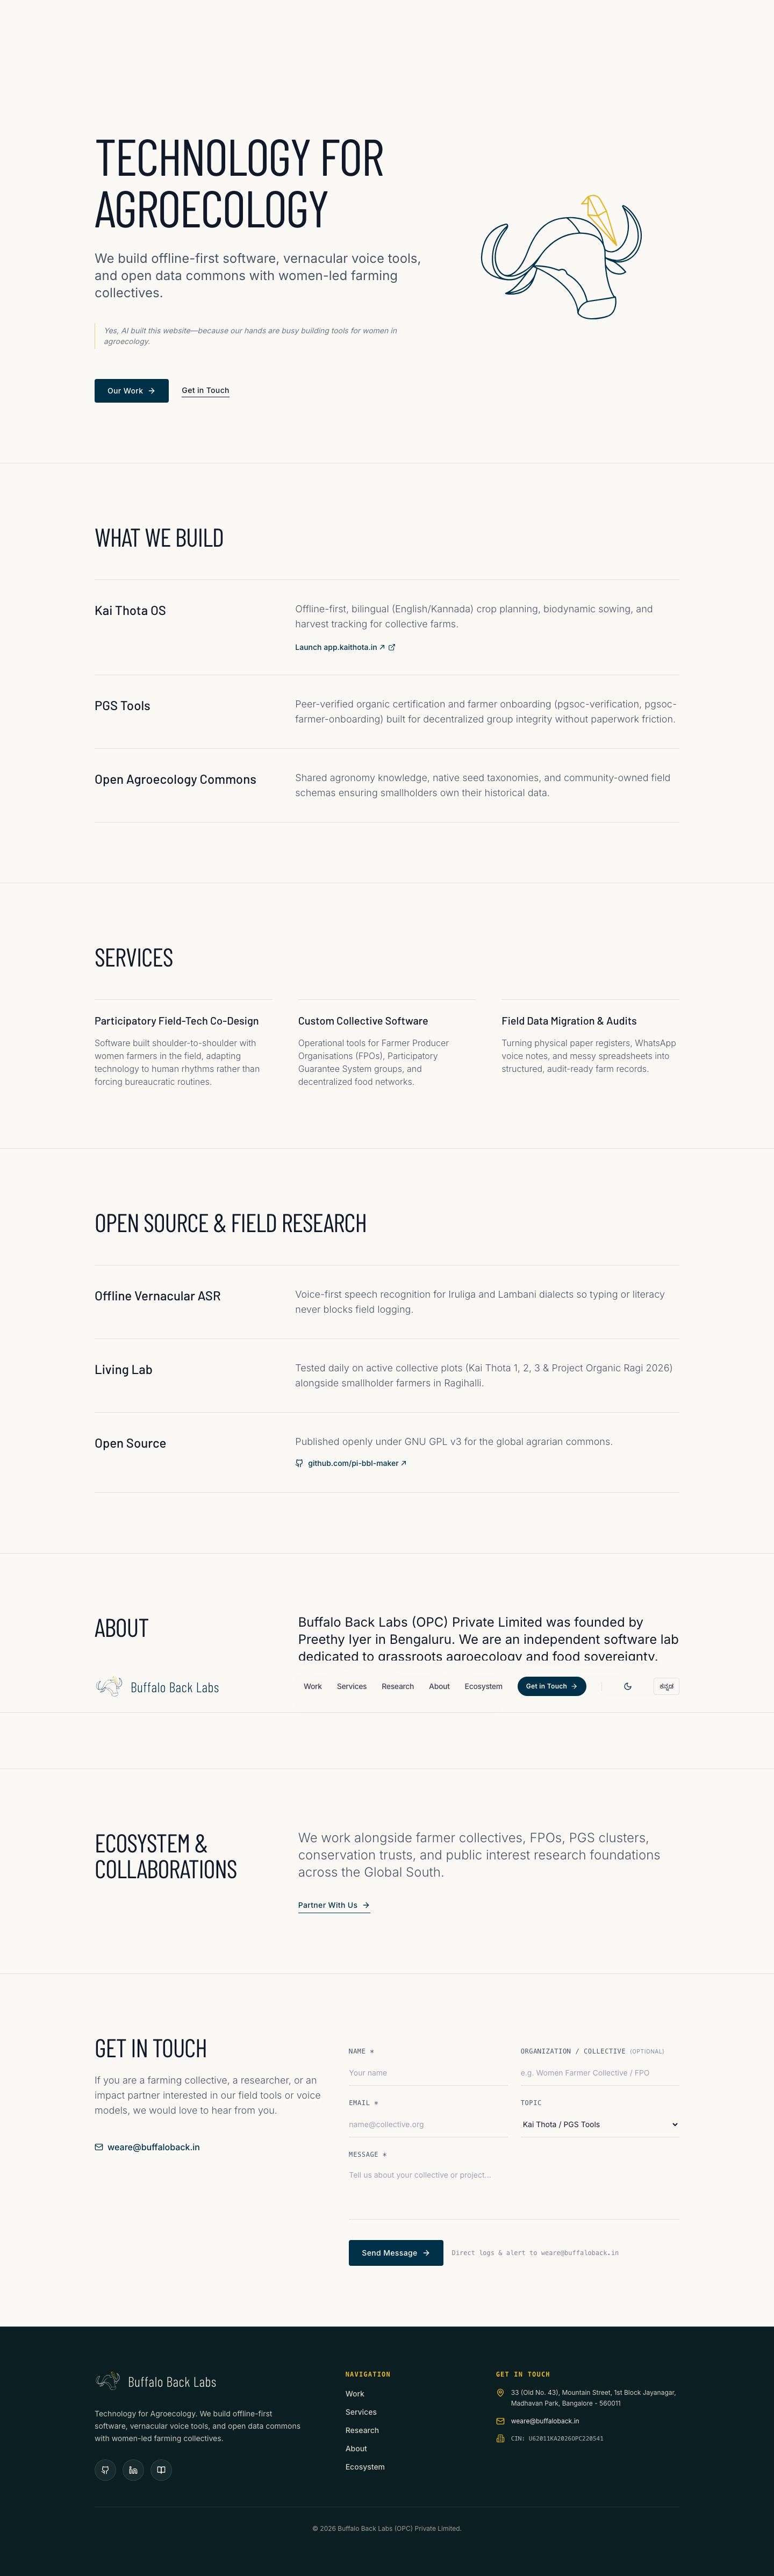 TECHNOLOGY FOR
AGROECOLOGY
We build offline-first software, vernacular voice tools,
and open data commons with women-led farming
collectives.
Yes, AI built this website—because our hands are busy building tools for women in
agroecology.
Our Work →
Get in Touch
WHAT WE BUILD
Kai Thota OS
Offline-first, bilingual (English/Kannada) crop planning, biodynamic sowing, and
harvest tracking for collective farms.
Launch app.kaithota.in ↗
PGS Tools
Peer-verified organic certification and farmer onboarding (pgsoc-verification, pgsoc-
farmer-onboarding) built for decentralized group integrity without paperwork friction.
Open Agroecology Commons
Shared agronomy knowledge, native seed taxonomies, and community-owned field
schemas ensuring smallholders own their historical data.
SERVICES
Participatory Field-Tech Co-Design
Software built shoulder-to-shoulder with
women farmers in the field, adapting
technology to human rhythms rather than
forcing bureaucratic routines.
Custom Collective Software
Operational tools for Farmer Producer
Organisations (FPOs), Participatory
Guarantee System groups, and
decentralized food networks.
Field Data Migration & Audits
Turning physical paper registers, WhatsApp
voice notes, and messy spreadsheets into
structured, audit-ready farm records.
OPEN SOURCE & FIELD RESEARCH
Offline Vernacular ASR
Voice-first speech recognition for Iruliga and Lambani dialects so typing or literacy
never blocks field logging.
Living Lab
Tested daily on active collective plots (Kai Thota 1, 2, 3 & Project Organic Ragi 2026)
alongside smallholder farmers in Ragihalli.
Open Source
Published openly under GNU GPL v3 for the global agrarian commons.
github.com/pi-bbl-maker ↗
ABOUT
Buffalo Back Labs (OPC) Private Limited was founded by
Preethy Iyer in Bengaluru. We are an independent software lab
dedicated to grassroots agroecology and food sovereignty.
Buffalo Back Labs
Work
Services
Research
About
Ecosystem
Get in Touch →
ಕನ್ನಡ
ECOSYSTEM &
COLLABORATIONS
We work alongside farmer collectives, FPOs, PGS clusters,
conservation trusts, and public interest research foundations
across the Global South.
Partner With Us →
GET IN TOUCH
If you are a farming collective, a researcher, or an
impact partner interested in our field tools or voice
models, we would love to hear from you.
weare@buffaloback.in
NAME *
Your name
ORGANIZATION / COLLECTIVE (OPTIONAL)
e.g. Women Farmer Collective / FPO
EMAIL *
name@collective.org
TOPIC
Kai Thota / PGS Tools
MESSAGE *
Tell us about your collective or project...
Send Message →
Direct logs & alert to weare@buffaloback.in
Buffalo Back Labs
Technology for Agroecology. We build offline-first
software, vernacular voice tools, and open data commons
with women-led farming collectives.
NAVIGATION
Work
Services
Research
About
Ecosystem
GET IN TOUCH
33 (Old No. 43), Mountain Street, 1st Block Jayanagar,
Madhavan Park, Bangalore - 560011
weare@buffaloback.in
CIN: U62011KA2026OPC220541
© 2026 Buffalo Back Labs (OPC) Private Limited.